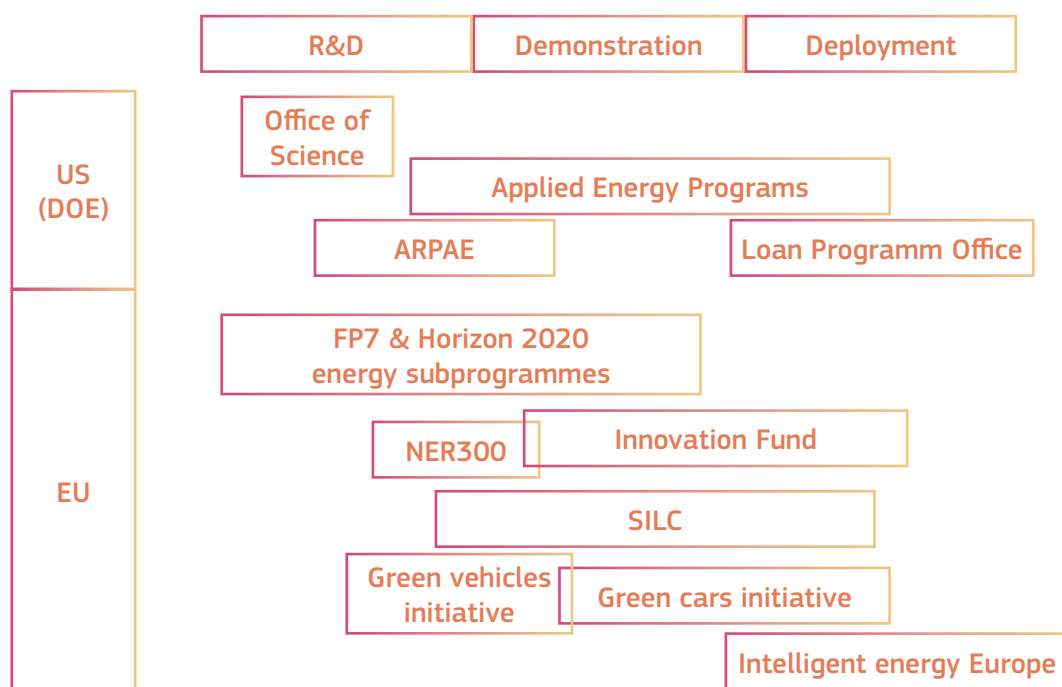 R&D
Demonstration
Deployment
US
(DOE)
Office of
Science
Applied Energy Programs
ARPAE
Loan Programm Office
EU
FP7 & Horizon 2020
energy subprogrammes
NER300
Innovation Fund
SILC
Green vehicles
initiative
Green cars initiative
Intelligent energy Europe